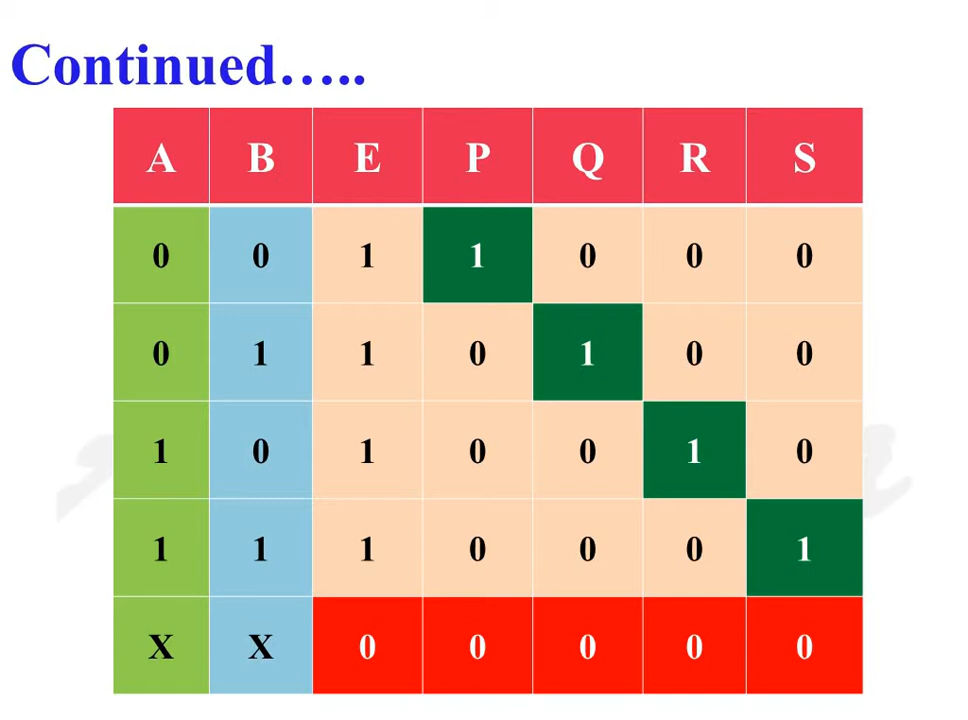 Continued…..
A B E P Q R S
0 0 1 1 0 0 0
0 1 1 0 1 0 0
1 0 1 0 0 1 0
1 1 1 0 0 0 1
X X 0 0 0 0 0